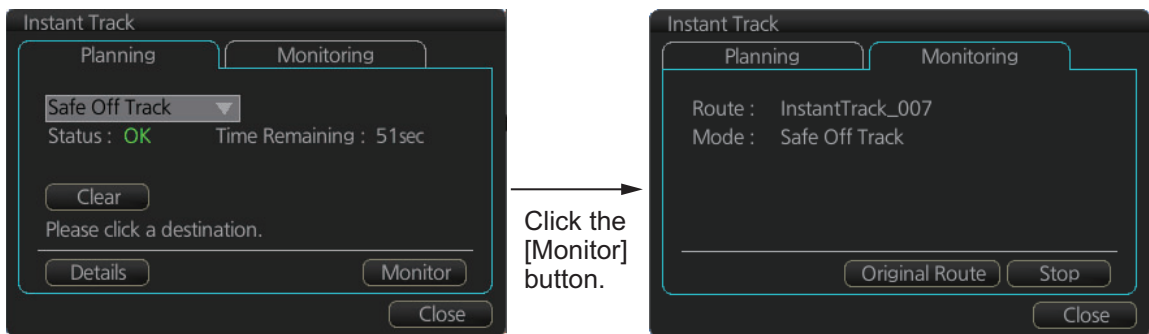 Instant Track
Planning
Monitoring
Safe Off Track
Status : OK
Time Remaining : 51sec
Clear
Please click a destination.
Details
Monitor
Close
Click the
[Monitor]
button.
Instant Track
Planning
Monitoring
Route : InstantTrack_007
Mode : Safe Off Track
Original Route
Stop
Close